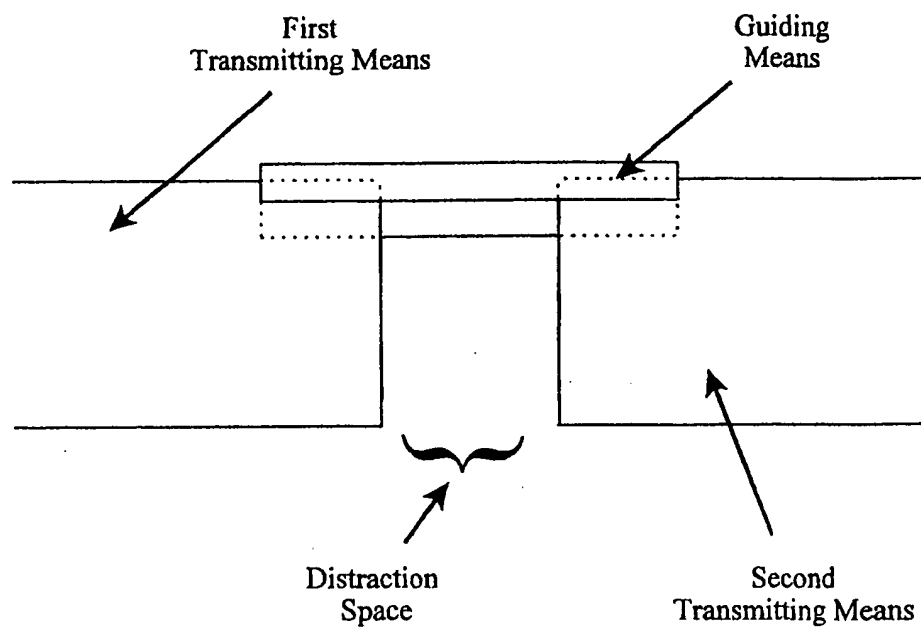 First
Transmitting Means
Guiding
Means
Distraction
Space
Second
Transmitting Means